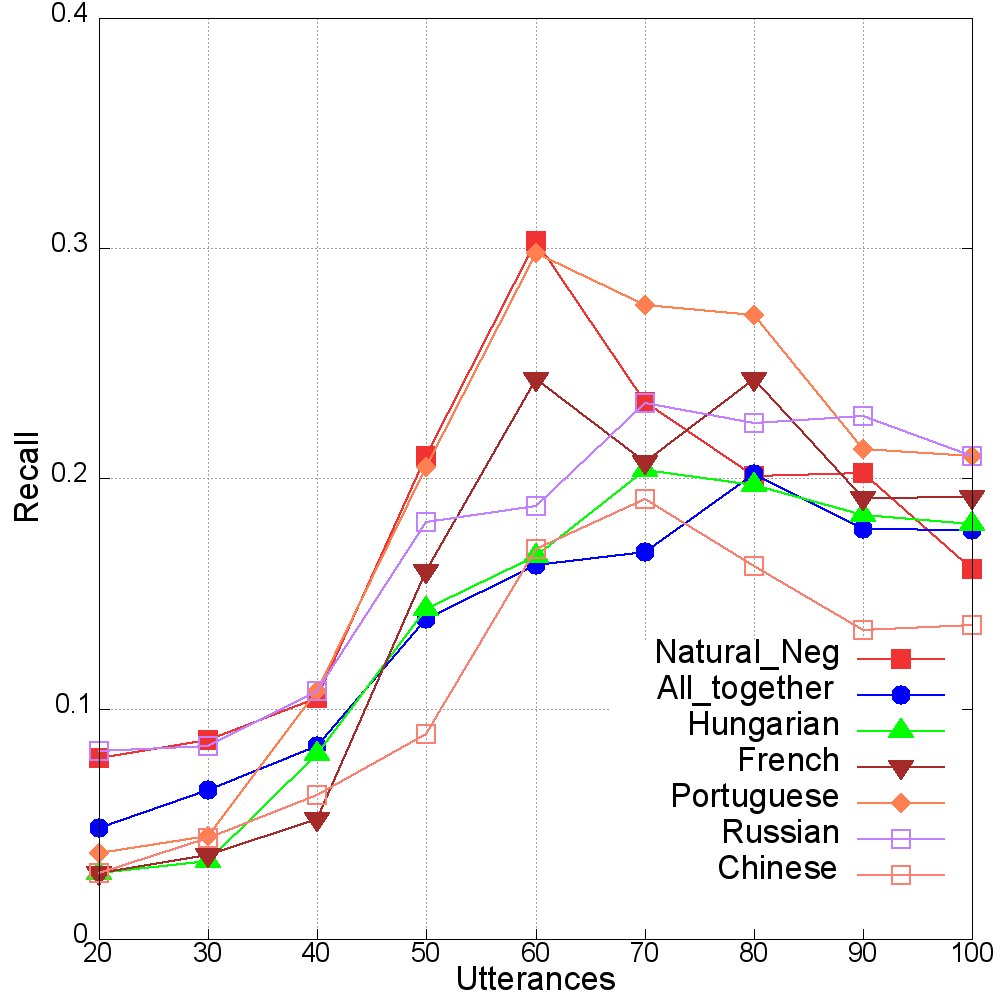 0.4
0.3
0.2
0.1
0
Recall
20 30 40 50 60 70 80 90 100
Utterances
Natural_Neg
All_together
Hungarian
French
Portuguese
Russian
Chinese